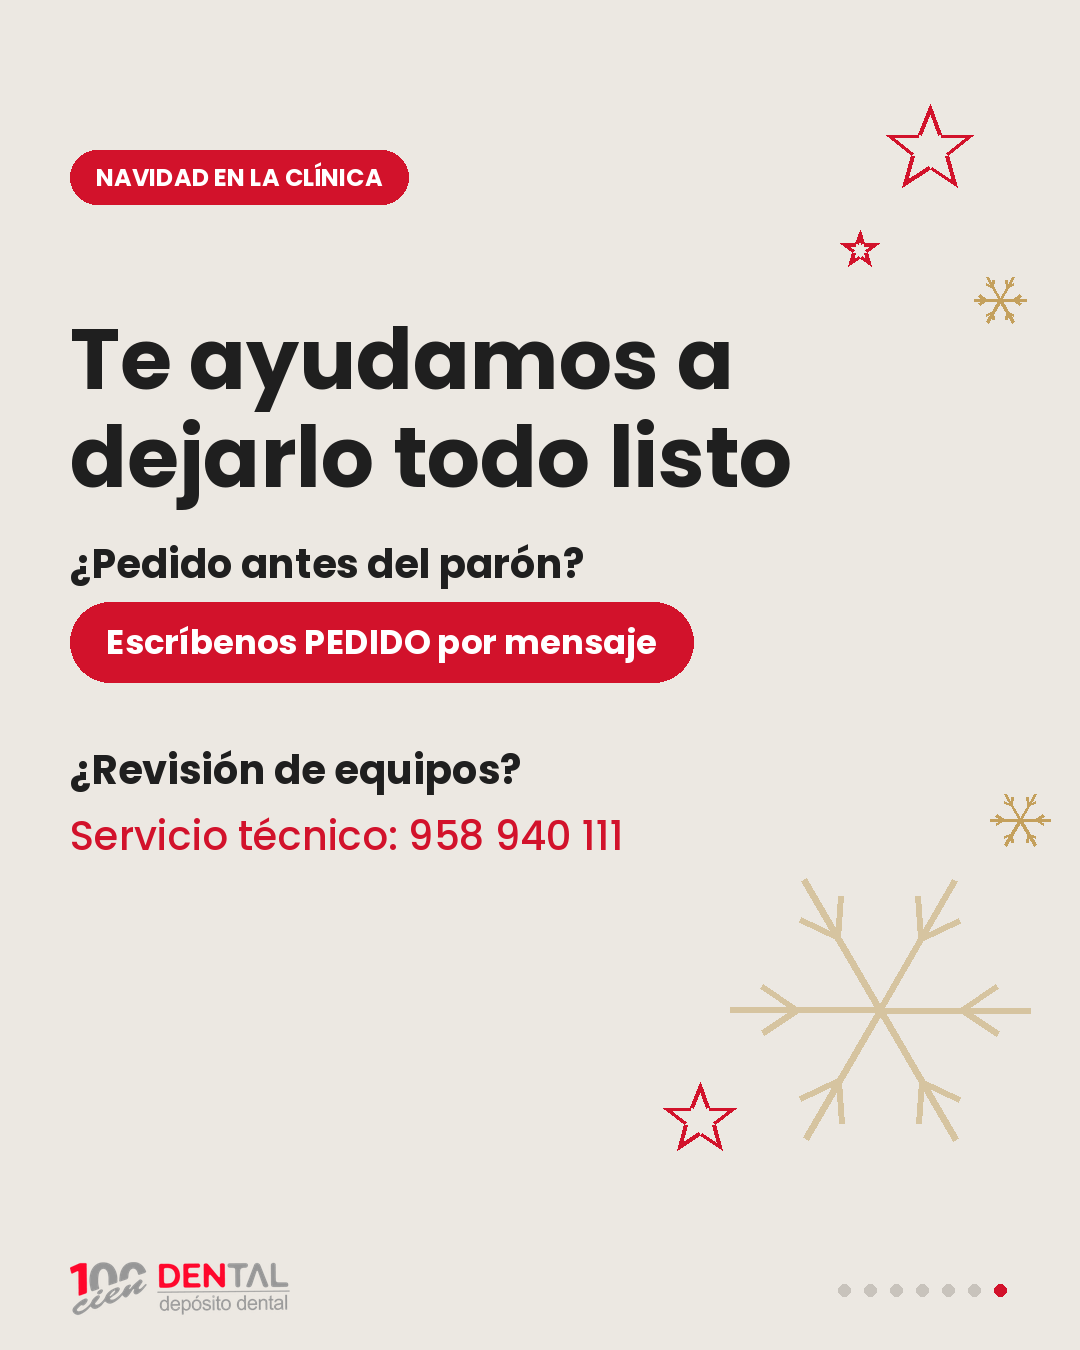 NAVIDAD EN LA CLÍNICA
Te ayudamos a
dejarlo todo listo
¿Pedido antes del parón?
Escríbenos PEDIDO por mensaje
¿Revisión de equipos?
Servicio técnico: 958 940 111
100 DENTAL
cien depósito dental